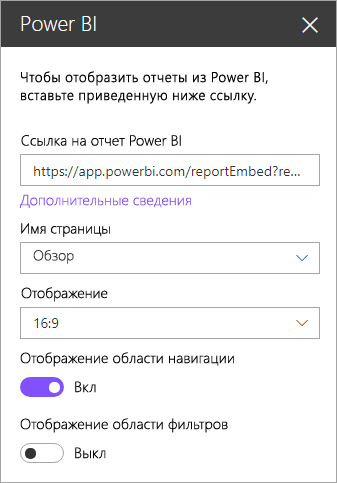 Power BI
Чтобы отобразить отчеты из Power BI,
вставьте приведенную ниже ссылку.
Ссылка на отчет Power BI
https://app.powerbi.com/reportEmbed?re...
Дополнительные сведения
Имя страницы
Обзор
Отображение
16:9
Отображение области навигации
Вкл
Отображение области фильтров
Выкл